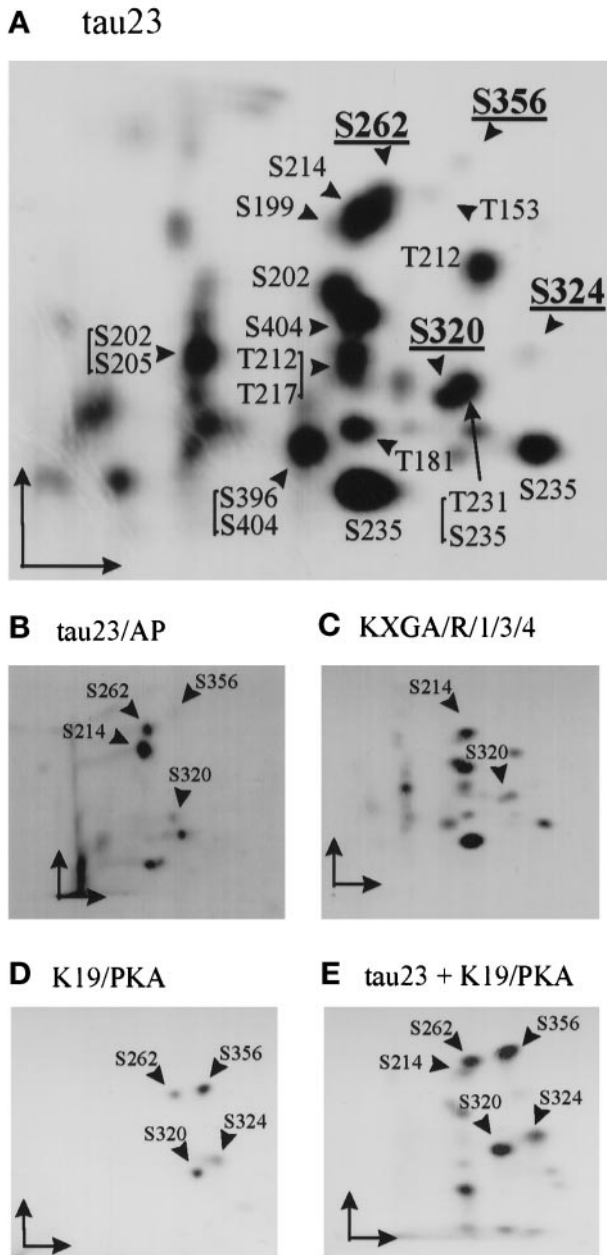 A tau23
S262
S356
S214
S199
T153
T212
S202
S324
S404
S320
S202
S205
T212
T217
T181
S396
S404
S235
T231
S235
S235
B tau23/AP
C KXGA/R/1/3/4
S262
S356
S214
S320
S214
S320
D K19/PKA
E tau23 + K19/PKA
S262
S356
S320
S324
S262
S356
S214
S320
S324